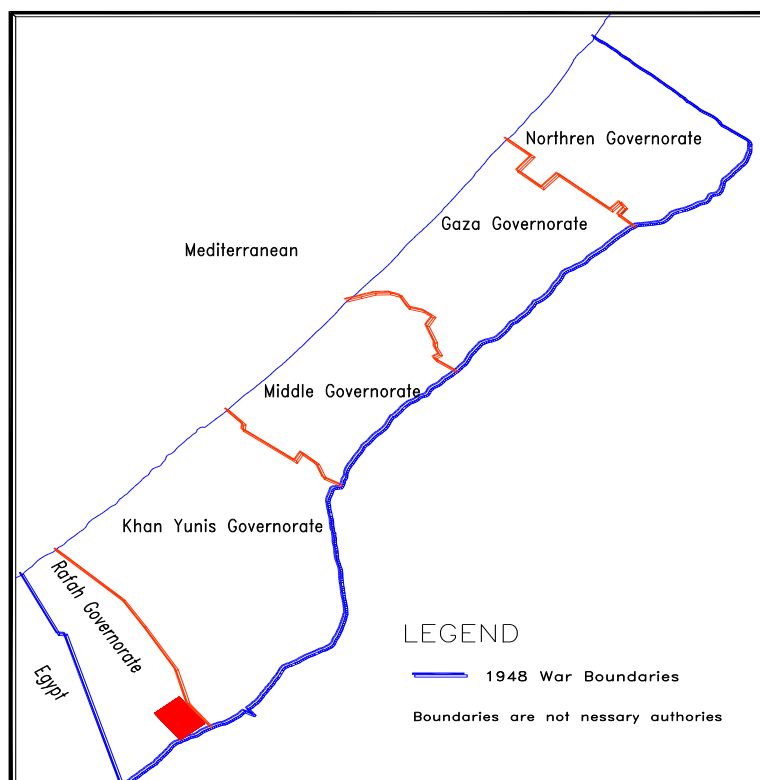 Northren Governorate
Gaza Governorate
Mediterranean
Middle Governorate
Khan Yunis Governorate
Rafah Governorate
Egypt
LEGEND
1948 War Boundaries
Boundaries are not nessary authories